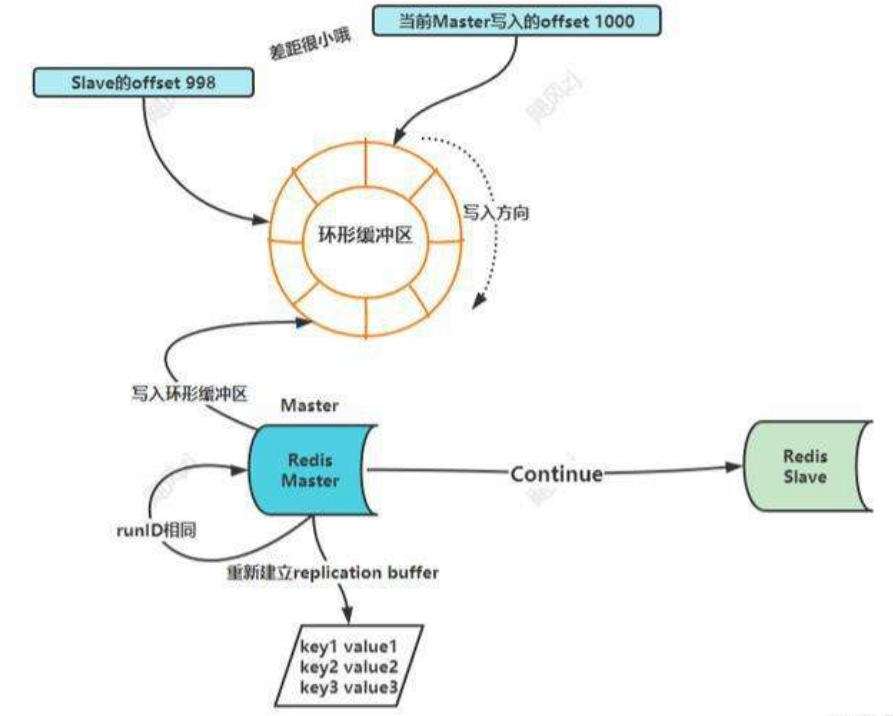 当前Master写入的offset 1000
差距很小哦
Slave的offset 998
写入方向
环形缓冲区
写入环形缓冲区
Master
Redis
Master
Continue
Redis
Slave
runID相同
重新建立replication buffer
key1 value1
key2 value2
key3 value3